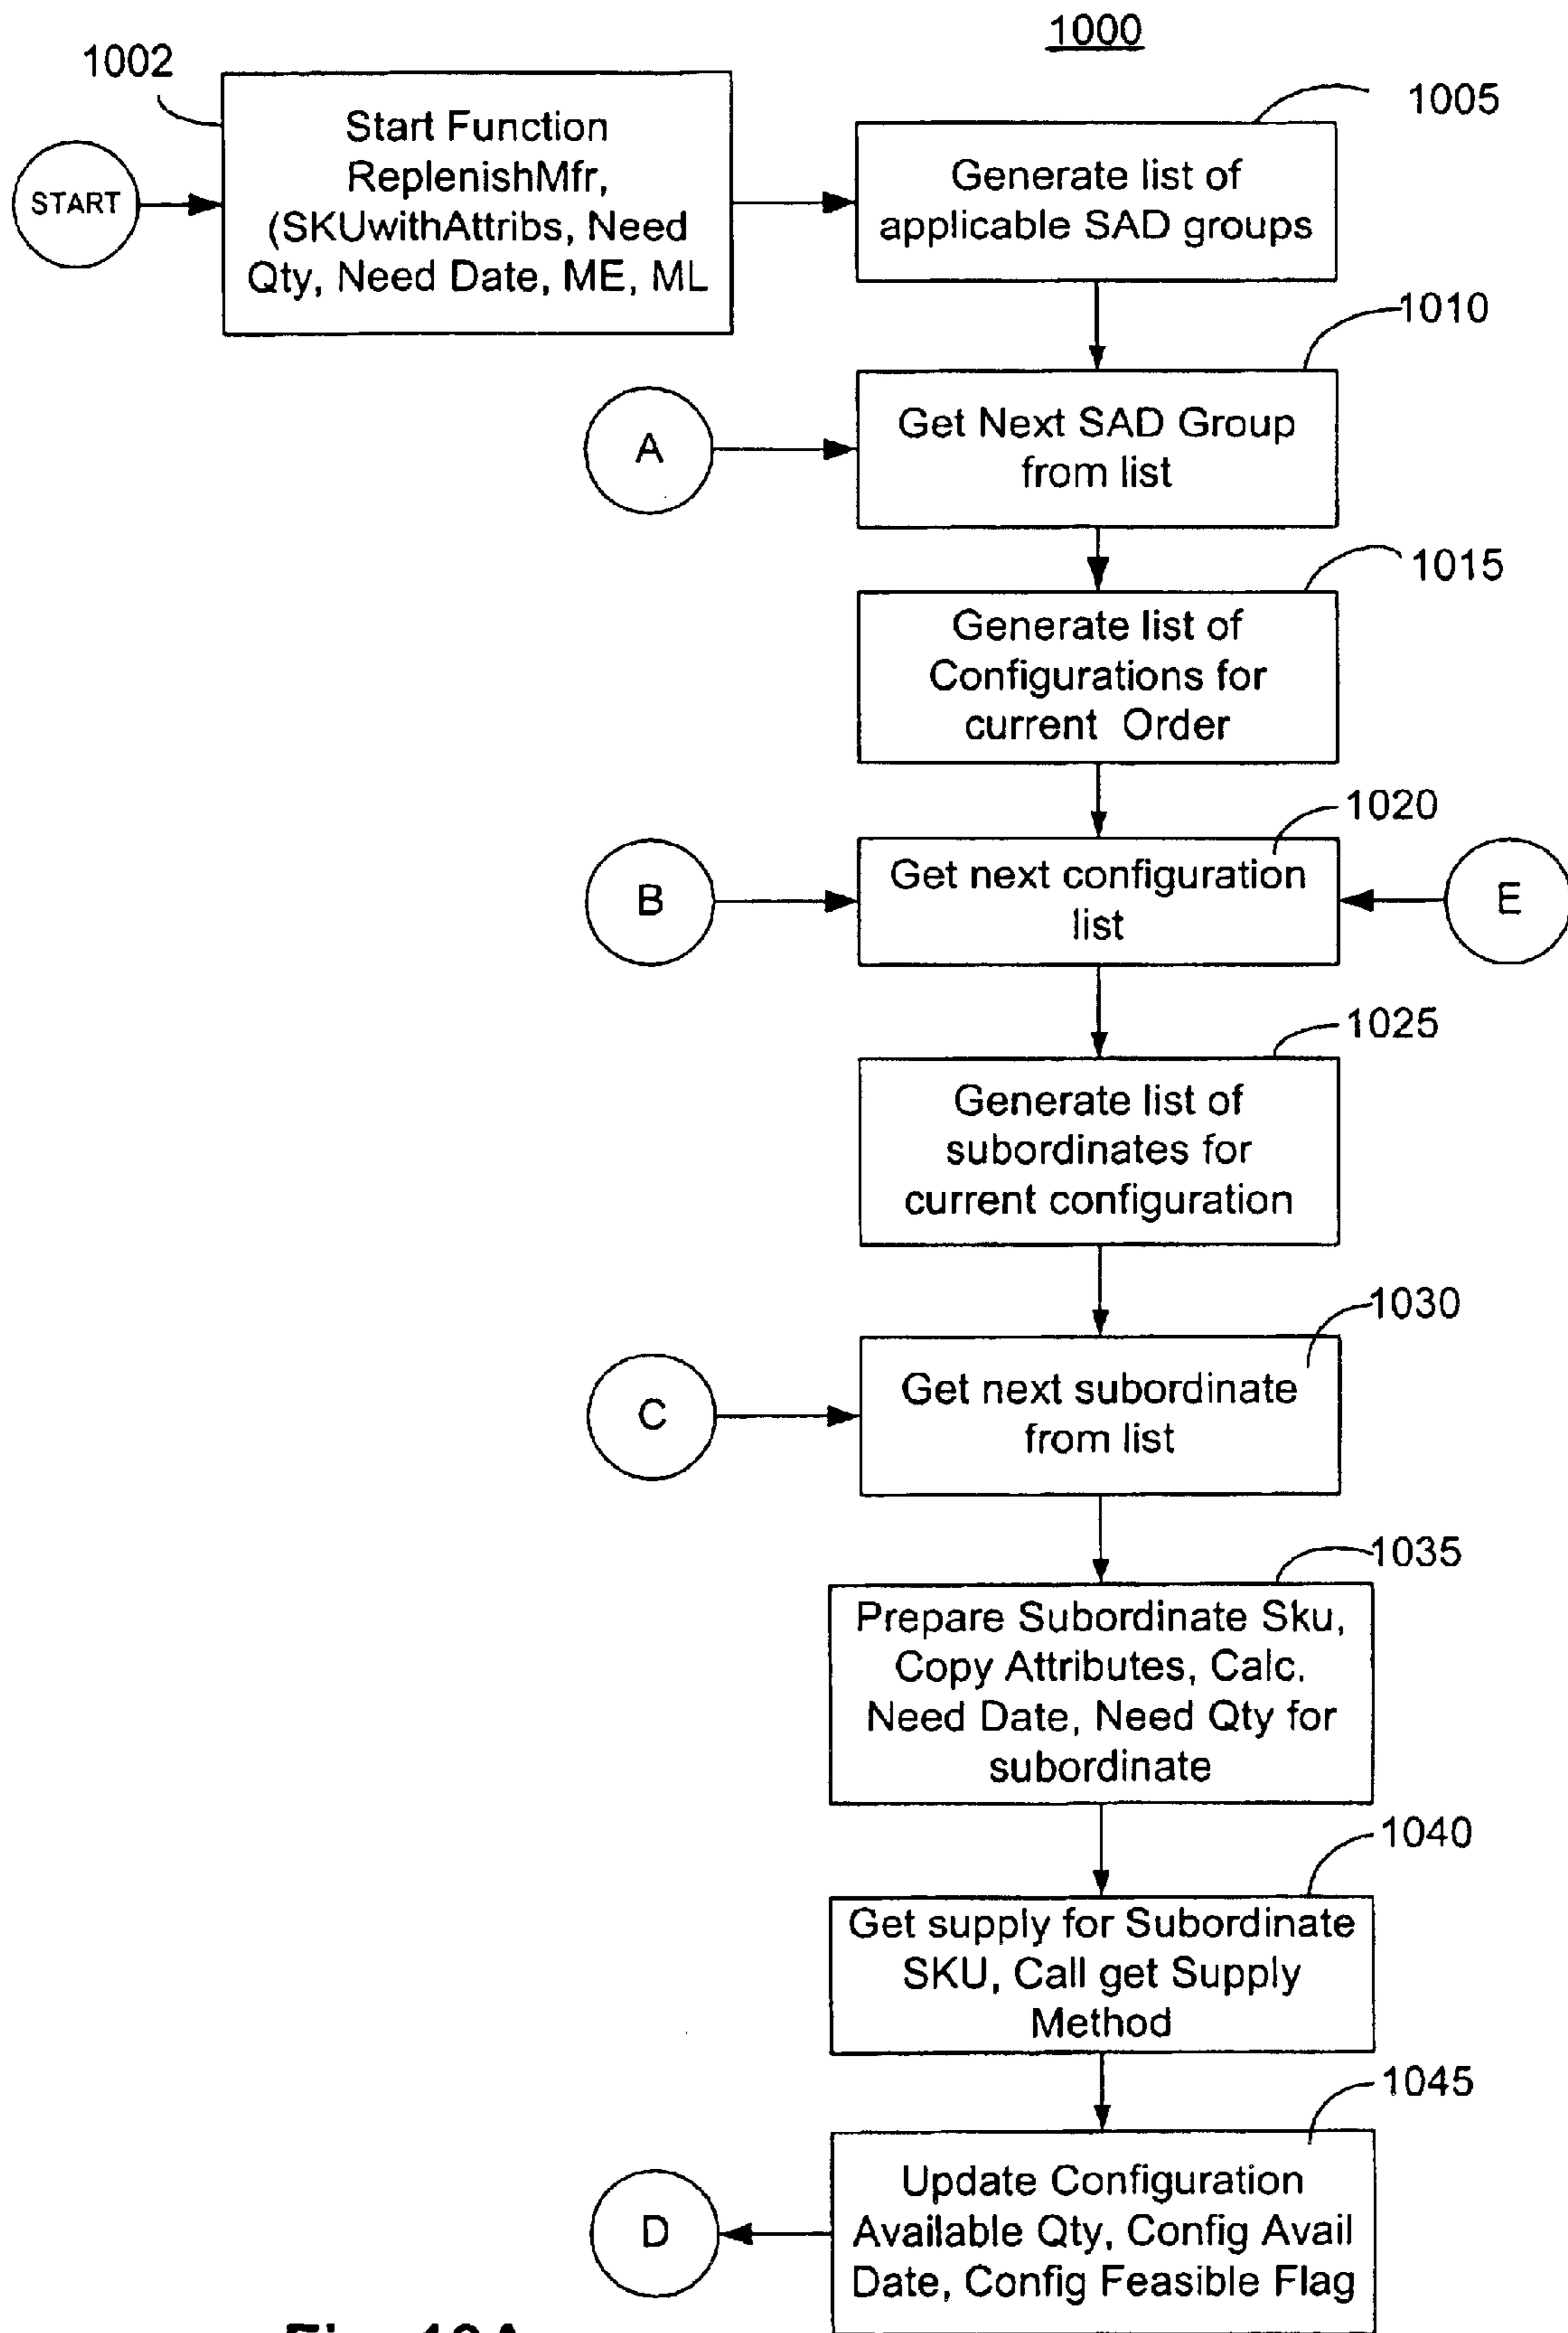 1000
1002
START
Start Function
ReplenishMfr,
(SKUwithAttribs, Need
Qty, Need Date, ME, ML
1005
Generate list of
applicable SAD groups
1010
A
Get Next SAD Group
from list
1015
Generate list of
Configurations for
current Order
1020
B
Get next configuration
list
E
1025
Generate list of
subordinates for
current configuration
1030
C
Get next subordinate
from list
1035
Prepare Subordinate Sku,
Copy Attributes, Calc.
Need Date, Need Qty for
subordinate
1040
Get supply for Subordinate
SKU, Call get Supply
Method
1045
D
Update Configuration
Available Qty, Config Avail
Date, Config Feasible Flag